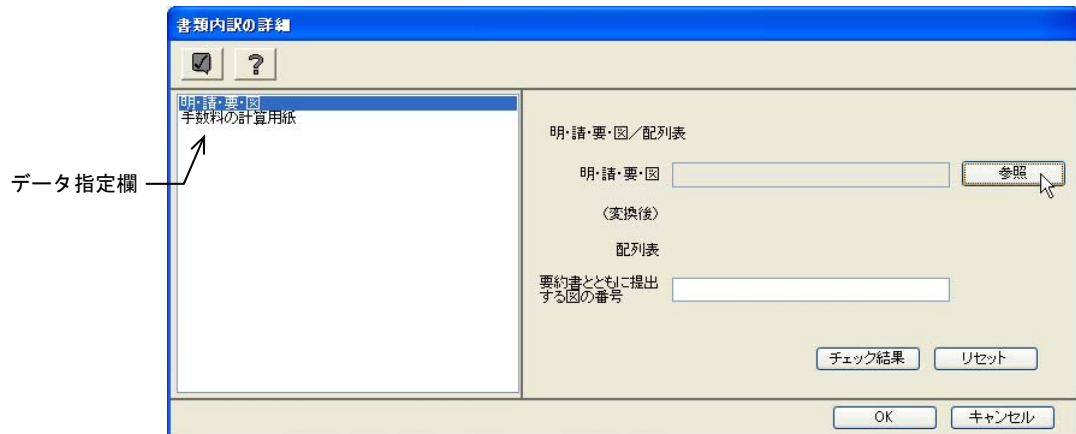 書類内訳の詳細
明・請・要・図
手数料の計算用紙
データ指定欄
明・請・要・図／配列表
明・請・要・図
参照
（変換後）
配列表
要約書とともに提出
する図の番号
チェック結果
リセット
OK
キャンセル